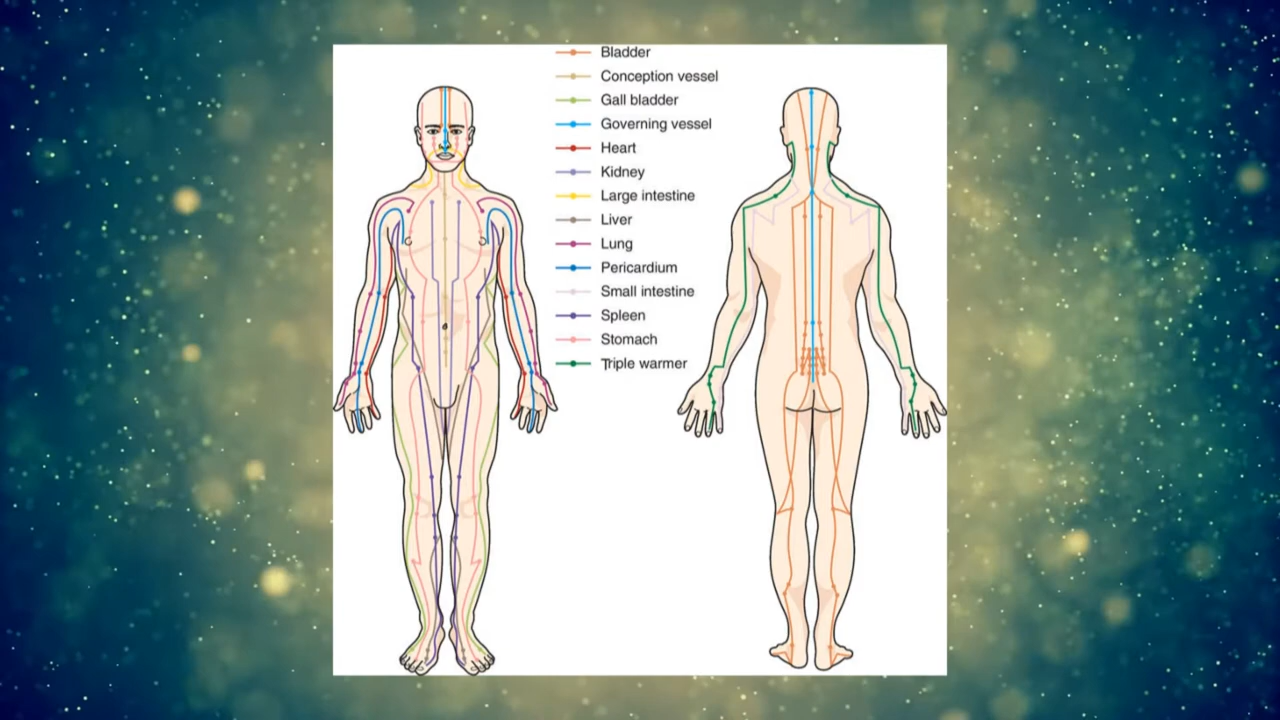 Bladder
Conception vessel
Gall bladder
Governing vessel
Heart
Kidney
Large intestine
Liver
Lung
Pericardium
Small intestine
Spleen
Stomach
Triple warmer